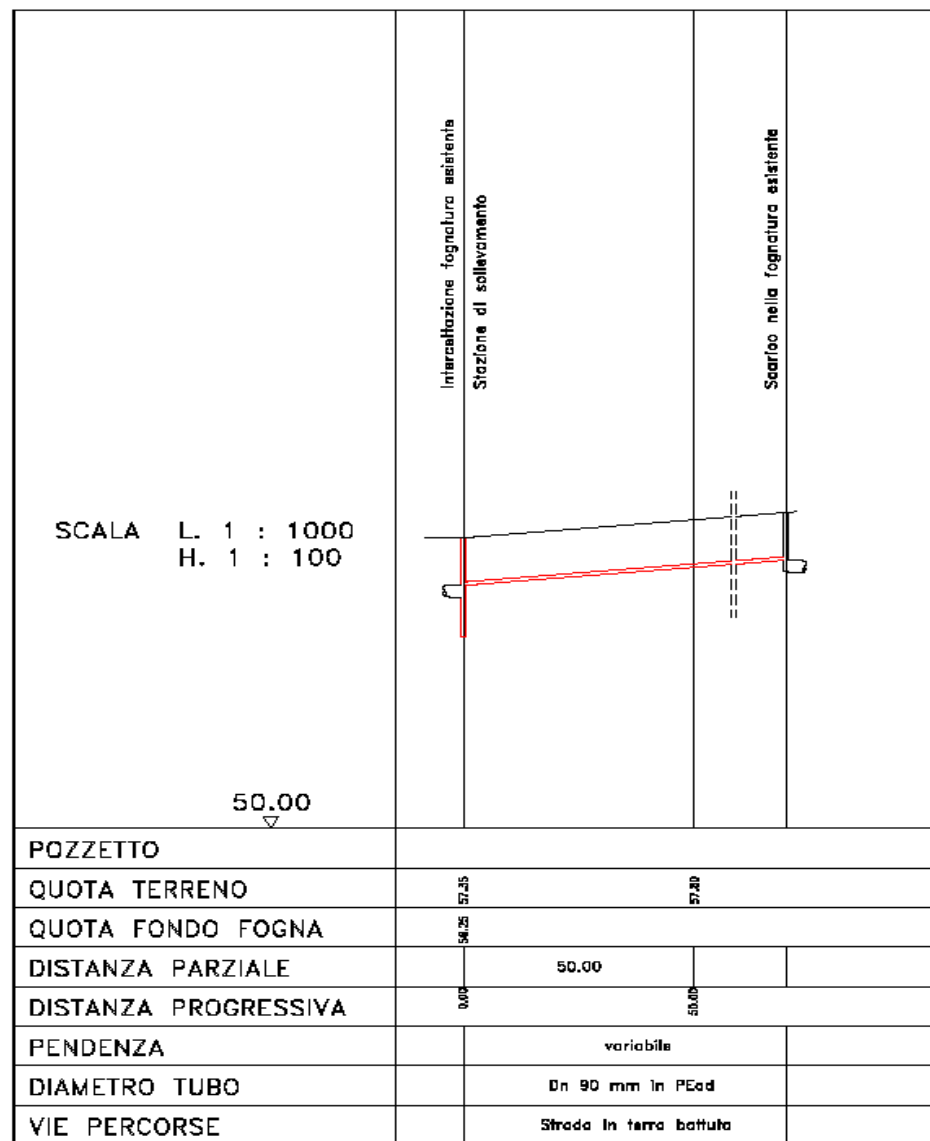 Intercettazione fognatura esistente
Stazione di sollevamento
Scarico nella fognatura esistente
SCALA L. 1 : 1000
H. 1 : 100
50.00
POZZETTO
QUOTA TERRENO 57.35 57.80
QUOTA FONDO FOGNA 56.25
DISTANZA PARZIALE 50.00
DISTANZA PROGRESSIVA 0.00 50.00
PENDENZA variabile
DIAMETRO TUBO Dn 90 mm in PEad
VIE PERCORSE Strada in terra battuta